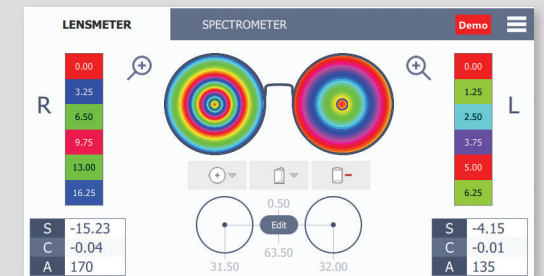 LENSMETER SPECTROMETER Demo
0.00 0.00
3.25 1.25
R 6.50 2.50 L
9.75 3.75
13.00 5.00
16.25 6.25
0.50
Edit
63.50
31.50 32.00
S -15.23 S -4.15
C -0.04 C -0.01
A 170 A 135